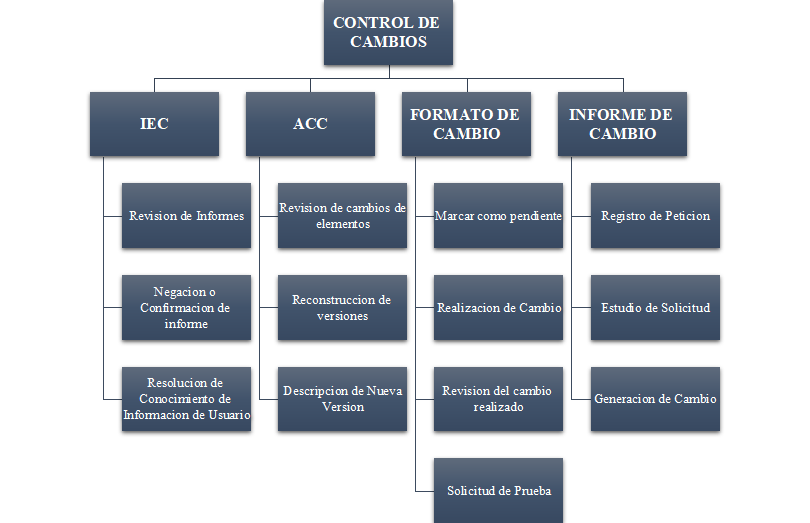 CONTROL DE
CAMBIOS
IEC
ACC
FORMATO DE
CAMBIO
INFORME DE
CAMBIO
Revision de Informes
Negacion o
Confirmacion de
informe
Resolucion de
Conocimiento de
Informacion de Usuario
Revision de cambios de
elementos
Reconstruccion de
versiones
Descripcion de Nueva
Version
Marcar como pendiente
Realizacion de Cambio
Revision del cambio
realizado
Solicitud de Prueba
Registro de Peticion
Estudio de Solicitud
Generacion de Cambio